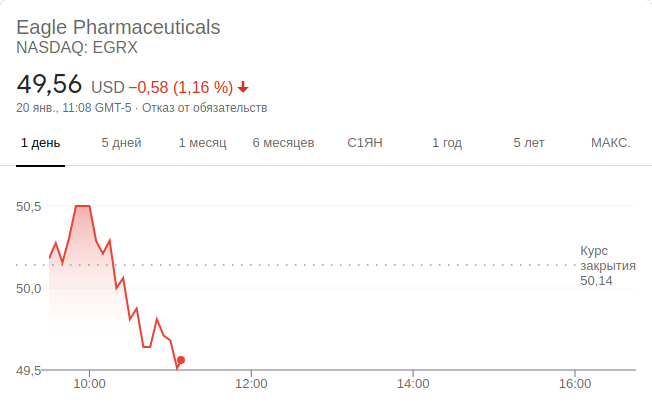 Eagle Pharmaceuticals
NASDAQ: EGRX
49,56 USD −0,58 (1,16 %)
20 янв., 11:08 GMT-5 · Отказ от обязательств
1 день 5 дней 1 месяц 6 месяцев С1ЯН 1 год 5 лет МАКС.
50,5
Курс
закрытия
50,14
50,0
49,5
10:00 12:00 14:00 16:00